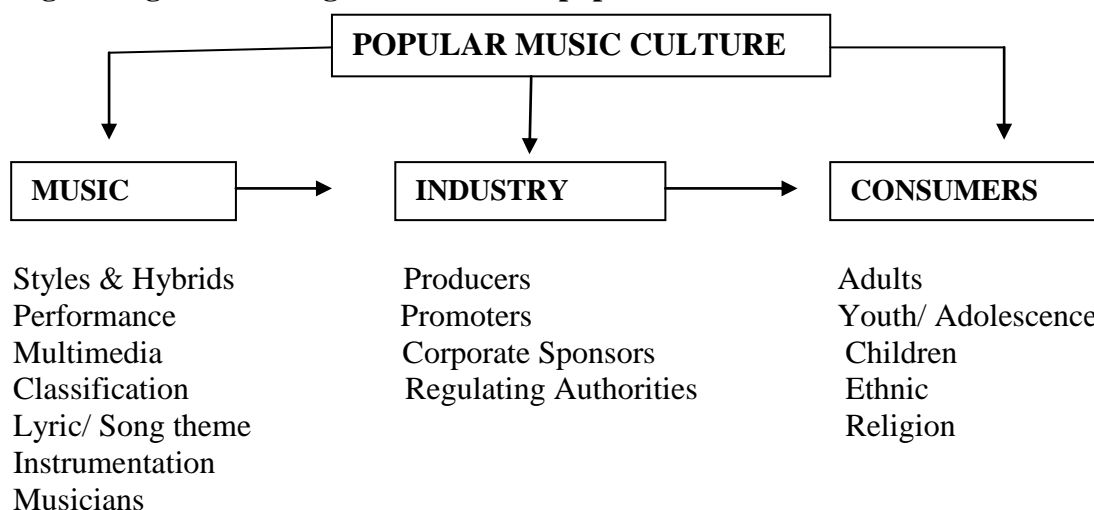 POPULAR MUSIC CULTURE
MUSIC
INDUSTRY
CONSUMERS
Styles & Hybrids
Performance
Multimedia
Classification
Lyric/ Song theme
Instrumentation
Musicians
Producers
Promoters
Corporate Sponsors
Regulating Authorities
Adults
Youth/ Adolescence
Children
Ethnic
Religion